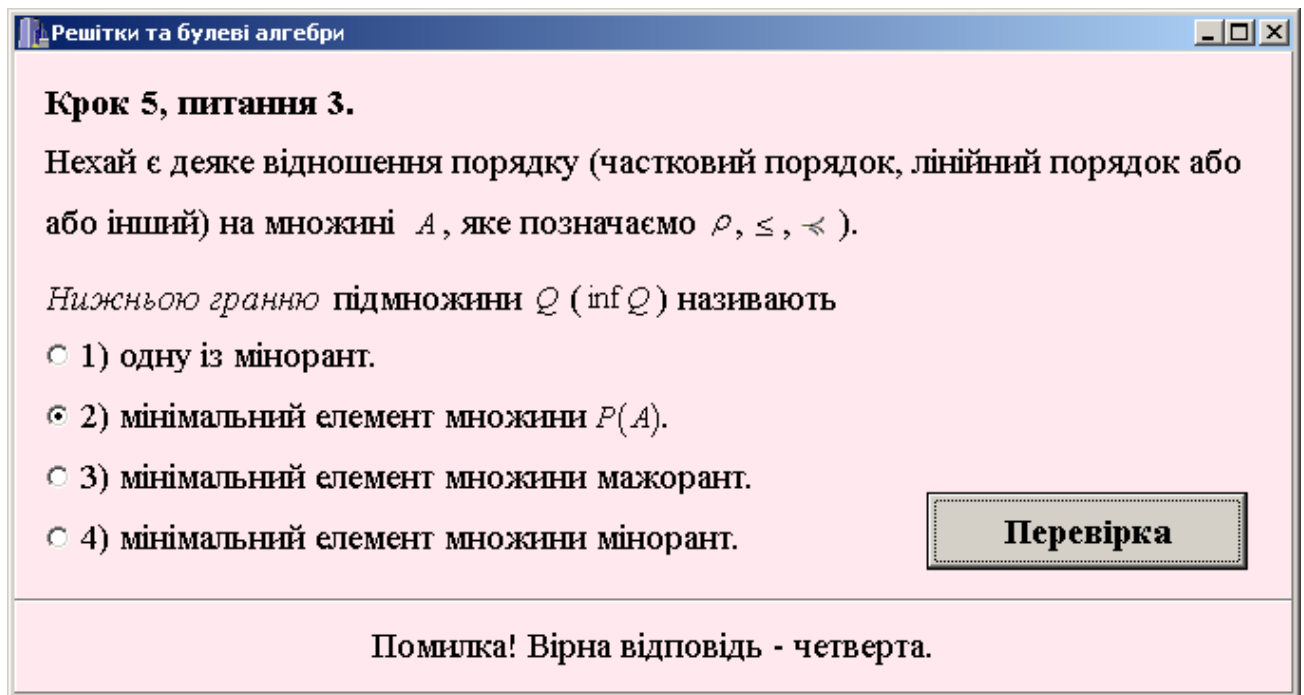 Решітки та булеві алгебри
Крок 5, питання 3.
Нехай є деяке відношення порядку (частковий порядок, лінійний порядок або
або інший) на множині A, яке позначаємо ρ, ≤, ≼ ).
Нижньою гранню підмножини Q (inf Q) називають
1) одну із мінорант.
2) мінімальний елемент множини P(A).
3) мінімальний елемент множини мажорант.
4) мінімальний елемент множини мінорант.
Перевірка
Помилка! Вірна відповідь - четверта.